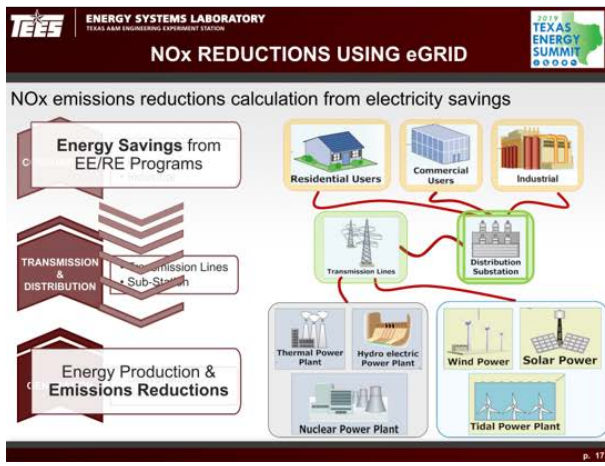 TEES
ENERGY SYSTEMS LABORATORY
TEXAS A&M ENGINEERING EXPERIMENT STATION
2019
TEXAS
ENERGY
SUMMIT
NOx REDUCTIONS USING eGRID
NOx emissions reductions calculation from electricity savings
Energy Savings from
EE/RE Programs
TRANSMISSION
&
DISTRIBUTION
Transmission Lines
• Sub-Station
Energy Production &
Emissions Reductions
Residential Users
Commercial
Users
Industrial
Transmission Lines
Distribution
Substation
Thermal Power
Plant
Hydro electric
Power Plant
Nuclear Power Plant
Wind Power
Solar Power
Tidal Power Plant
p. 17